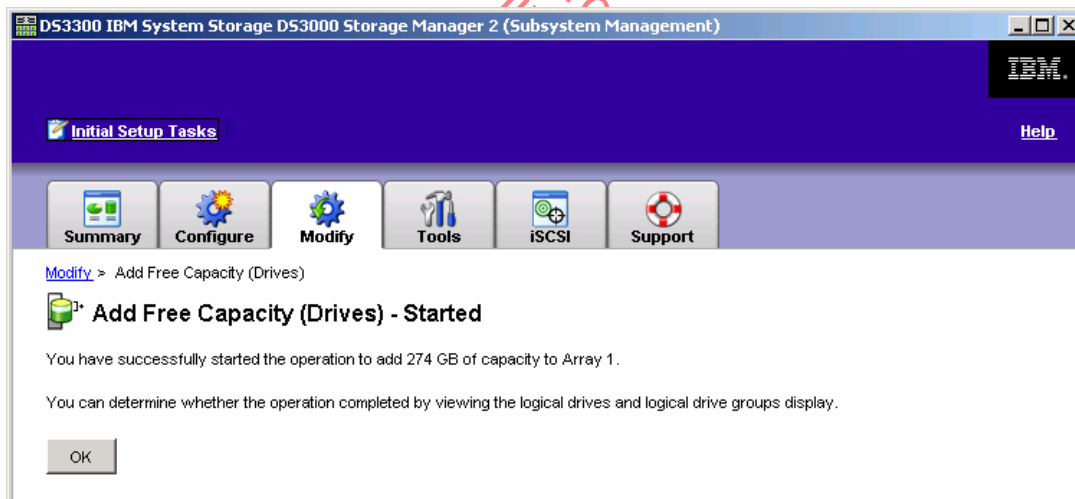 DS3300 IBM System Storage DS3000 Storage Manager 2 (Subsystem Management)
IBM.
Initial Setup Tasks
Help
Summary
Configure
Modify
Tools
iSCSI
Support
Modify > Add Free Capacity (Drives)
Add Free Capacity (Drives) - Started
You have successfully started the operation to add 274 GB of capacity to Array 1.
You can determine whether the operation completed by viewing the logical drives and logical drive groups display.
OK